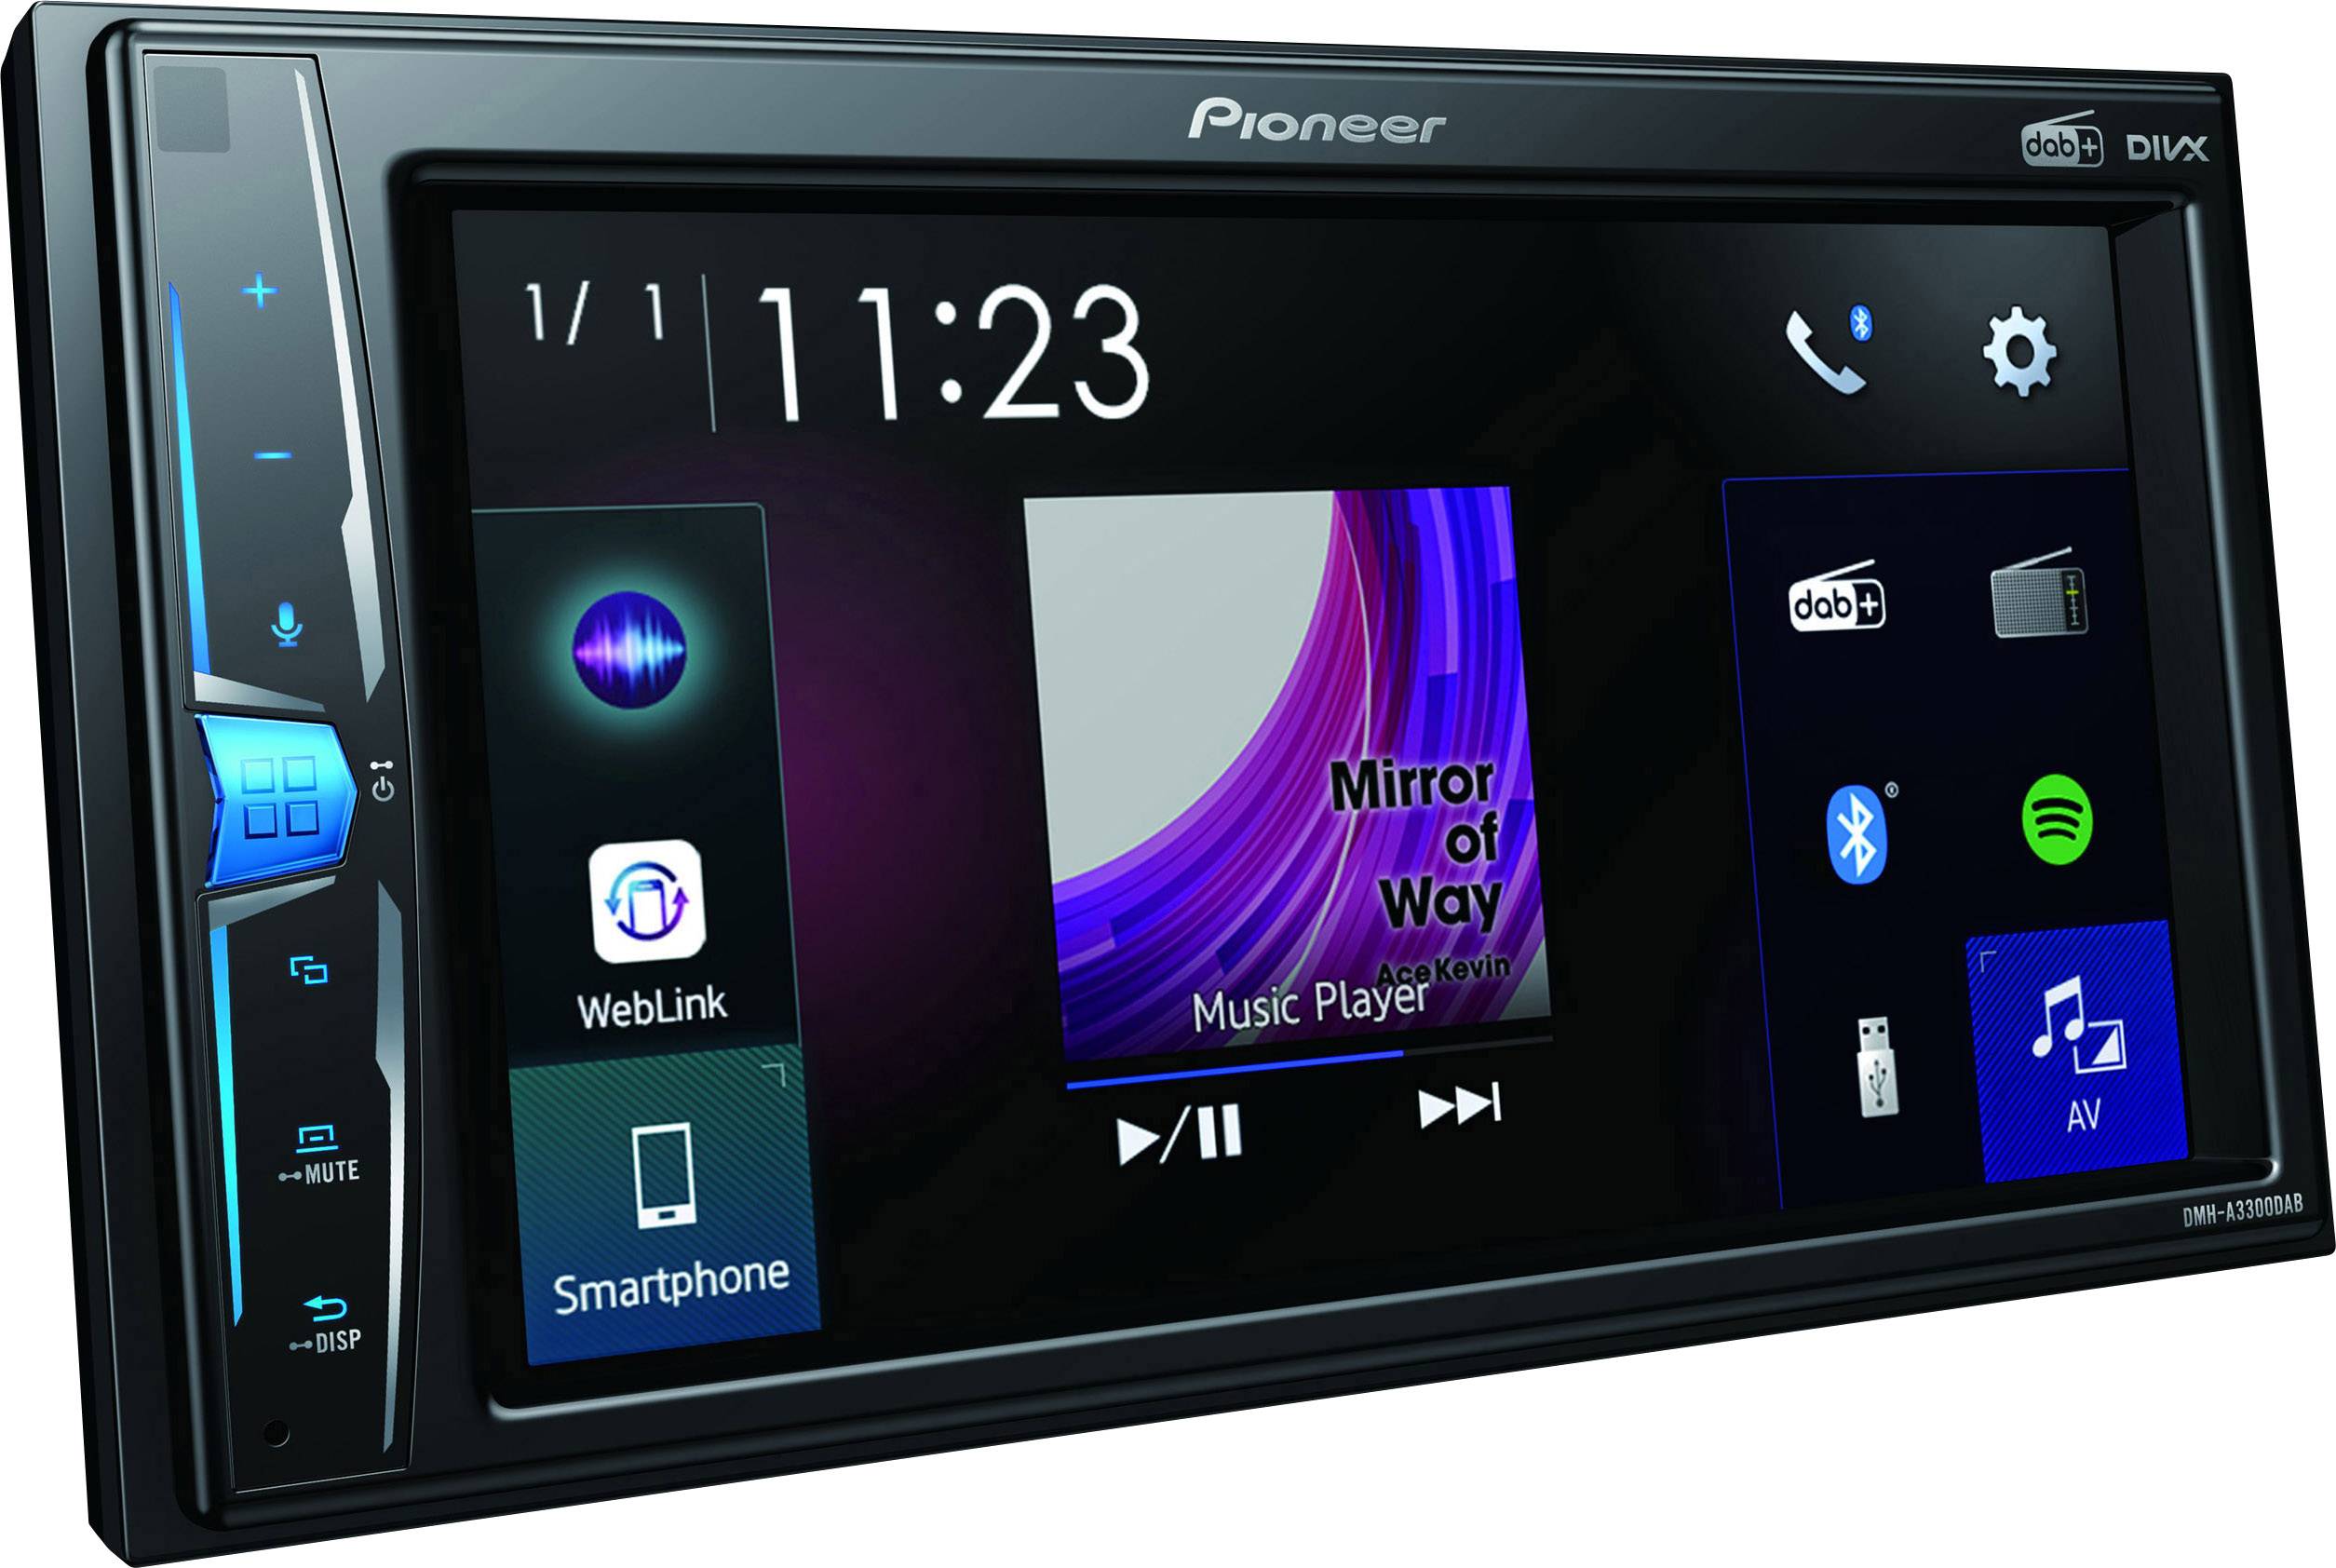 Pioneer
dab+ DIVX
1/ 1 11:23
dab+
WebLink
Smartphone
Mirror
of
Way
Ace Kevin
Music Player
AV
MUTE
DISP
DMH-A3300DAB